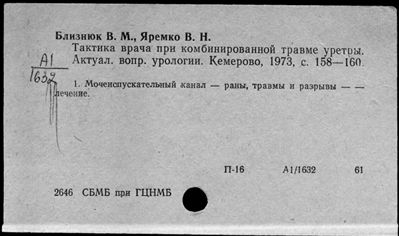 Близнюк В. М., Яремко В. Н.
Тактика врача при комбинированной травме уретры.
Актуал. вопр. урологии. Кемерово, 1973, с. 158—160.
А1
1632
1. Мочеиспускательный канал — раны, травмы и разрывы — —
лечение.
П-16 А1/1632 61
2646 СБМБ при ГЦНМБ